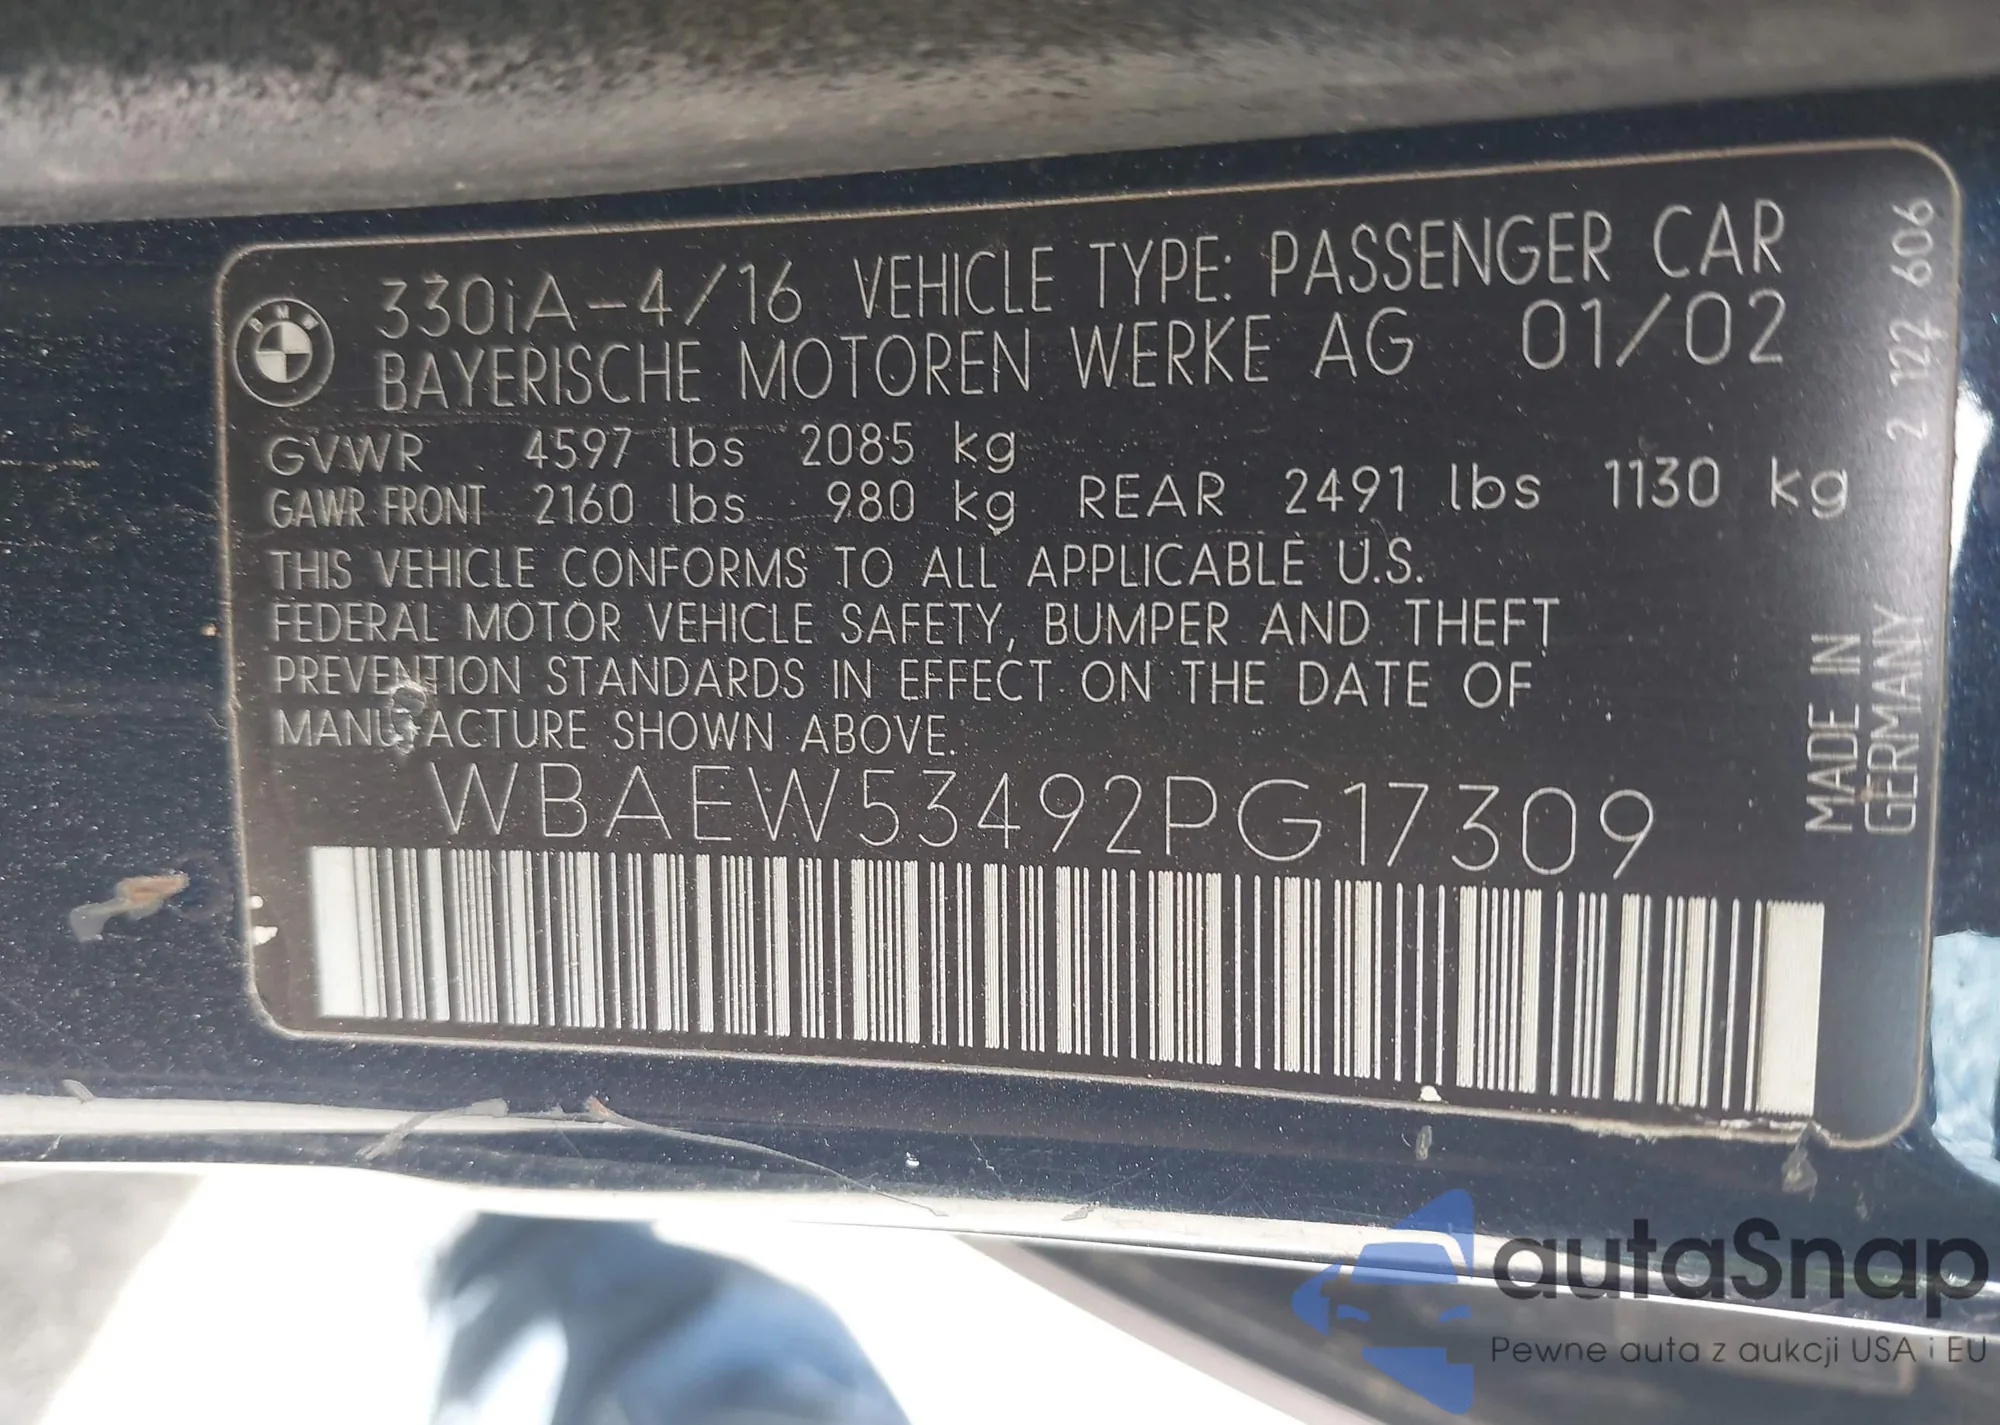 BMW
330iA-4/16 VEHICLE TYPE: PASSENGER CAR
BAYERISCHE MOTOREN WERKE AG 01/02
GVWR 4597 lbs 2085 kg
GAWR FRONT 2160 lbs 980 kg REAR 2491 lbs 1130 kg
THIS VEHICLE CONFORMS TO ALL APPLICABLE U.S.
FEDERAL MOTOR VEHICLE SAFETY, BUMPER AND THEFT
PREVENTION STANDARDS IN EFFECT ON THE DATE OF
MANUFACTURE SHOWN ABOVE.
WBAEW53492PG17309
MADE IN
GERMANY
2 122 606
autaSnap
Pewne auta z aukcji USA i EU